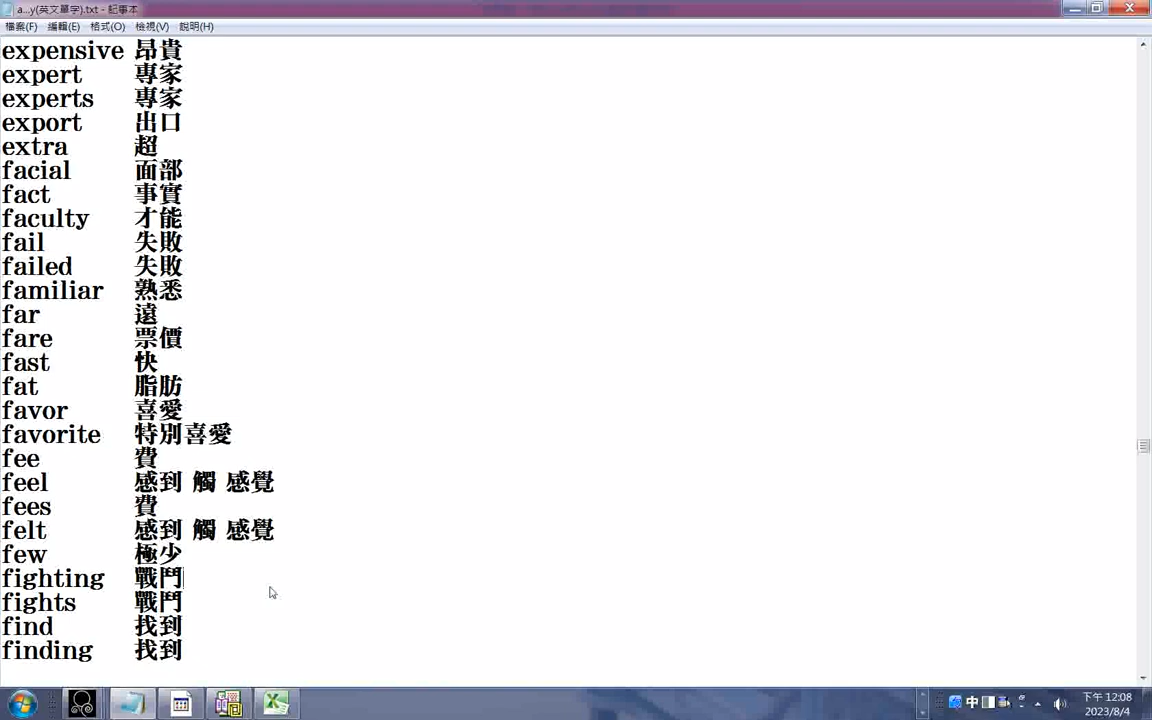 a...y(英文單字).txt - 記事本
檔案(F) 編輯(E) 格式(O) 檢視(V) 說明(H)
expensive 昂貴
expert 專家
experts 專家
export 出口
extra 超
facial 面部
fact 事實
faculty 才能
fail 失敗
failed 失敗
familiar 熟悉
far 遠
fare 票價
fast 快
fat 脂肪
favor 喜愛
favorite 特別喜愛
fee 費
feel 感到 觸 感覺
fees 費
felt 感到 觸 感覺
few 極少
fighting 戰鬥
fights 戰鬥
find 找到
finding 找到
中
下午 12:08
2023/8/4